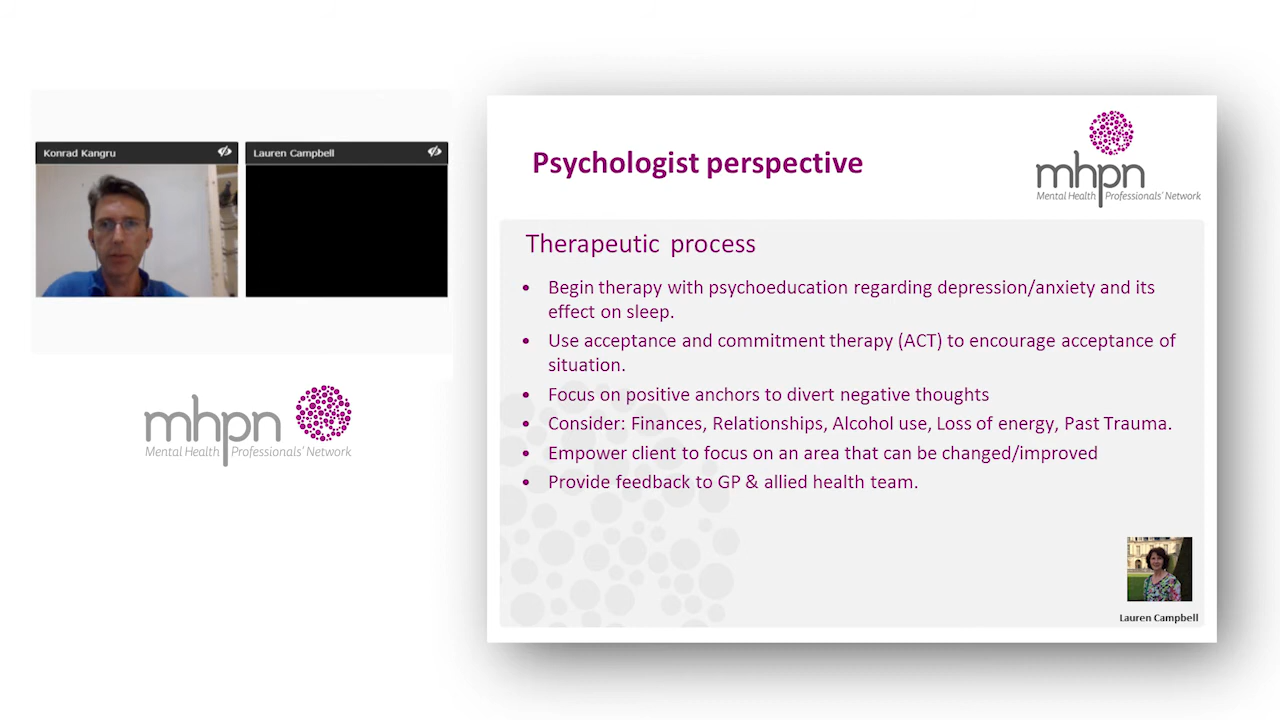 Konrad Kangru
Lauren Campbell
mhpn
Mental Health Professionals' Network
Psychologist perspective
mhpn
Mental Health Professionals' Network
Therapeutic process
• Begin therapy with psychoeducation regarding depression/anxiety and its
effect on sleep.
• Use acceptance and commitment therapy (ACT) to encourage acceptance of
situation.
• Focus on positive anchors to divert negative thoughts
• Consider: Finances, Relationships, Alcohol use, Loss of energy, Past Trauma.
• Empower client to focus on an area that can be changed/improved
• Provide feedback to GP & allied health team.
Lauren Campbell